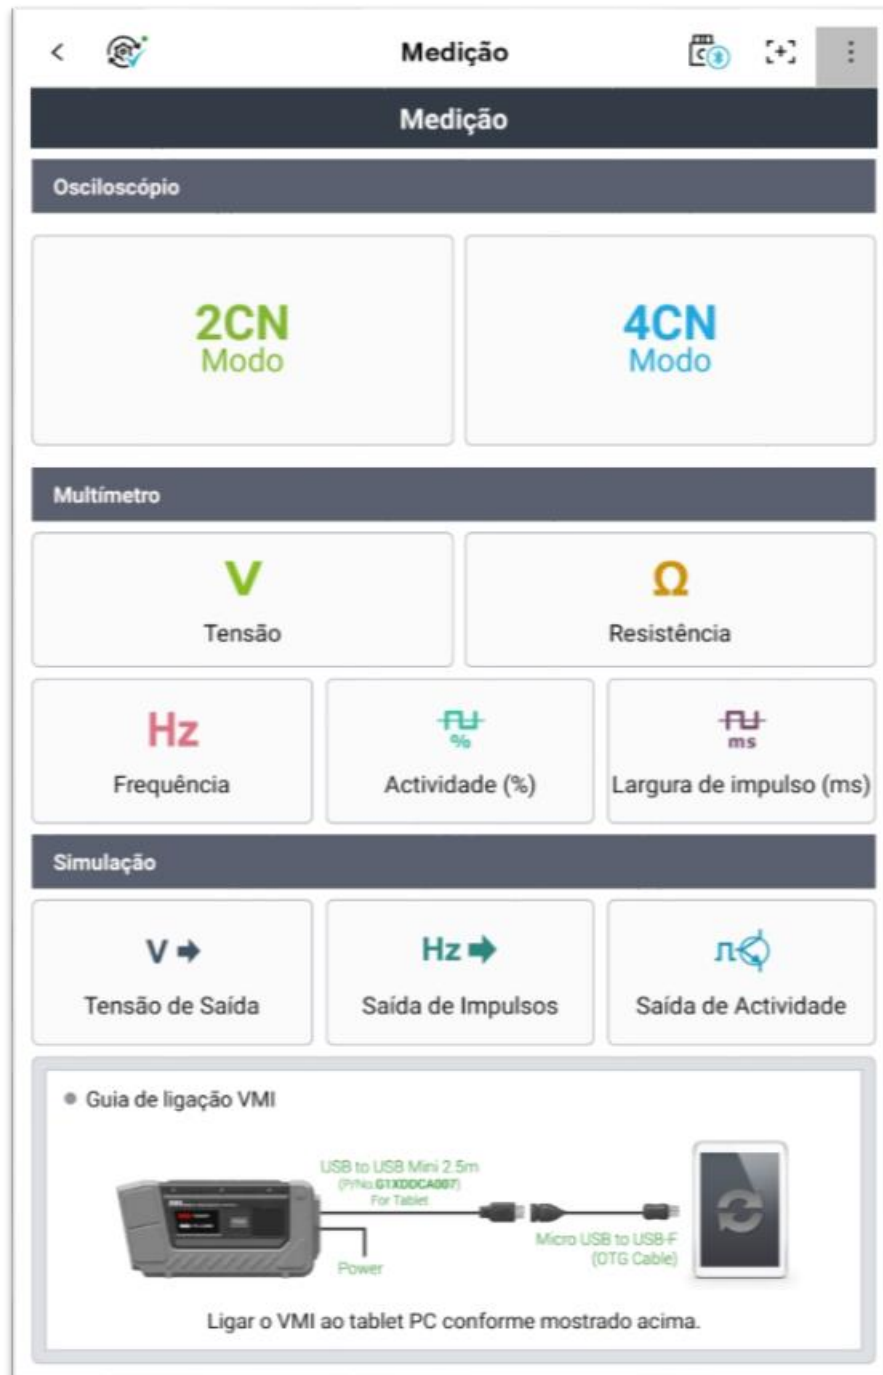 Medição
Medição
Osciloscópio
2CN
Modo
4CN
Modo
Multímetro
V
Tensão
Ω
Resistência
Hz
Frequência
%
Actividade (%)
ms
Largura de impulso (ms)
Simulação
V
Tensão de Saída
Hz
Saída de Impulsos
Saída de Actividade
Guia de ligação VMI
USB to USB Mini 2.5m
(P/No.G1XDDCA007)
For Tablet
Power
Micro USB to USB-F
(OTG Cable)
Ligar o VMI ao tablet PC conforme mostrado acima.